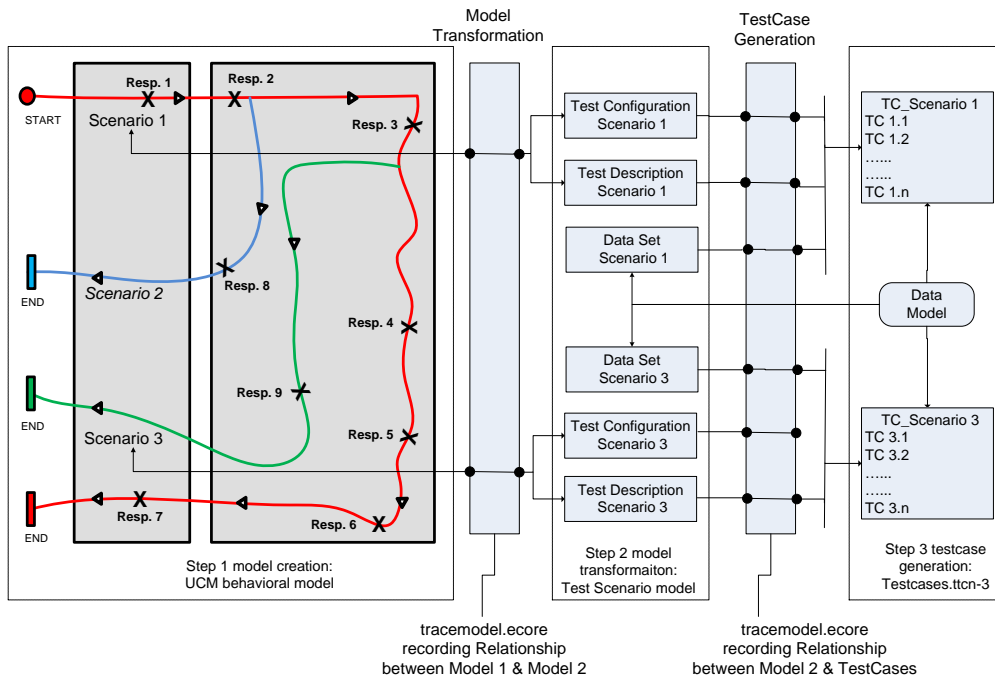 Model
Transformation
TestCase
Generation
Resp. 1
Resp. 2
START
Scenario 1
Resp. 3
Test Configuration
Scenario 1
TC_Scenario 1
TC 1.1
TC 1.2
…...
…...
TC 1.n
Test Description
Scenario 1
END
Scenario 2
Resp. 8
Data Set
Scenario 1
Data
Model
Resp. 4
Data Set
Scenario 3
END
Resp. 9
Scenario 3
Resp. 5
Test Configuration
Scenario 3
TC_Scenario 3
TC 3.1
TC 3.2
…...
…...
TC 3.n
Test Description
Scenario 3
END
Resp. 7
Resp. 6
Step 1 model creation:
UCM behavioral model
Step 2 model
transformaiton:
Test Scenario model
Step 3 testcase
generation:
Testcases.ttcn-3
tracemodel.ecore
recording Relationship
between Model 1 & Model 2
tracemodel.ecore
recording Relationship
between Model 2 & TestCases